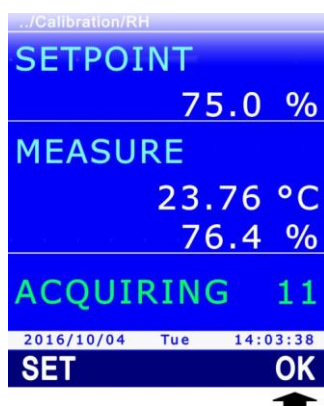 ../Calibration/RH
SETPOINT
75.0 %
MEASURE
23.76 °C
76.4 %
ACQUIRING 11
2016/10/04 Tue 14:03:38
SET OK